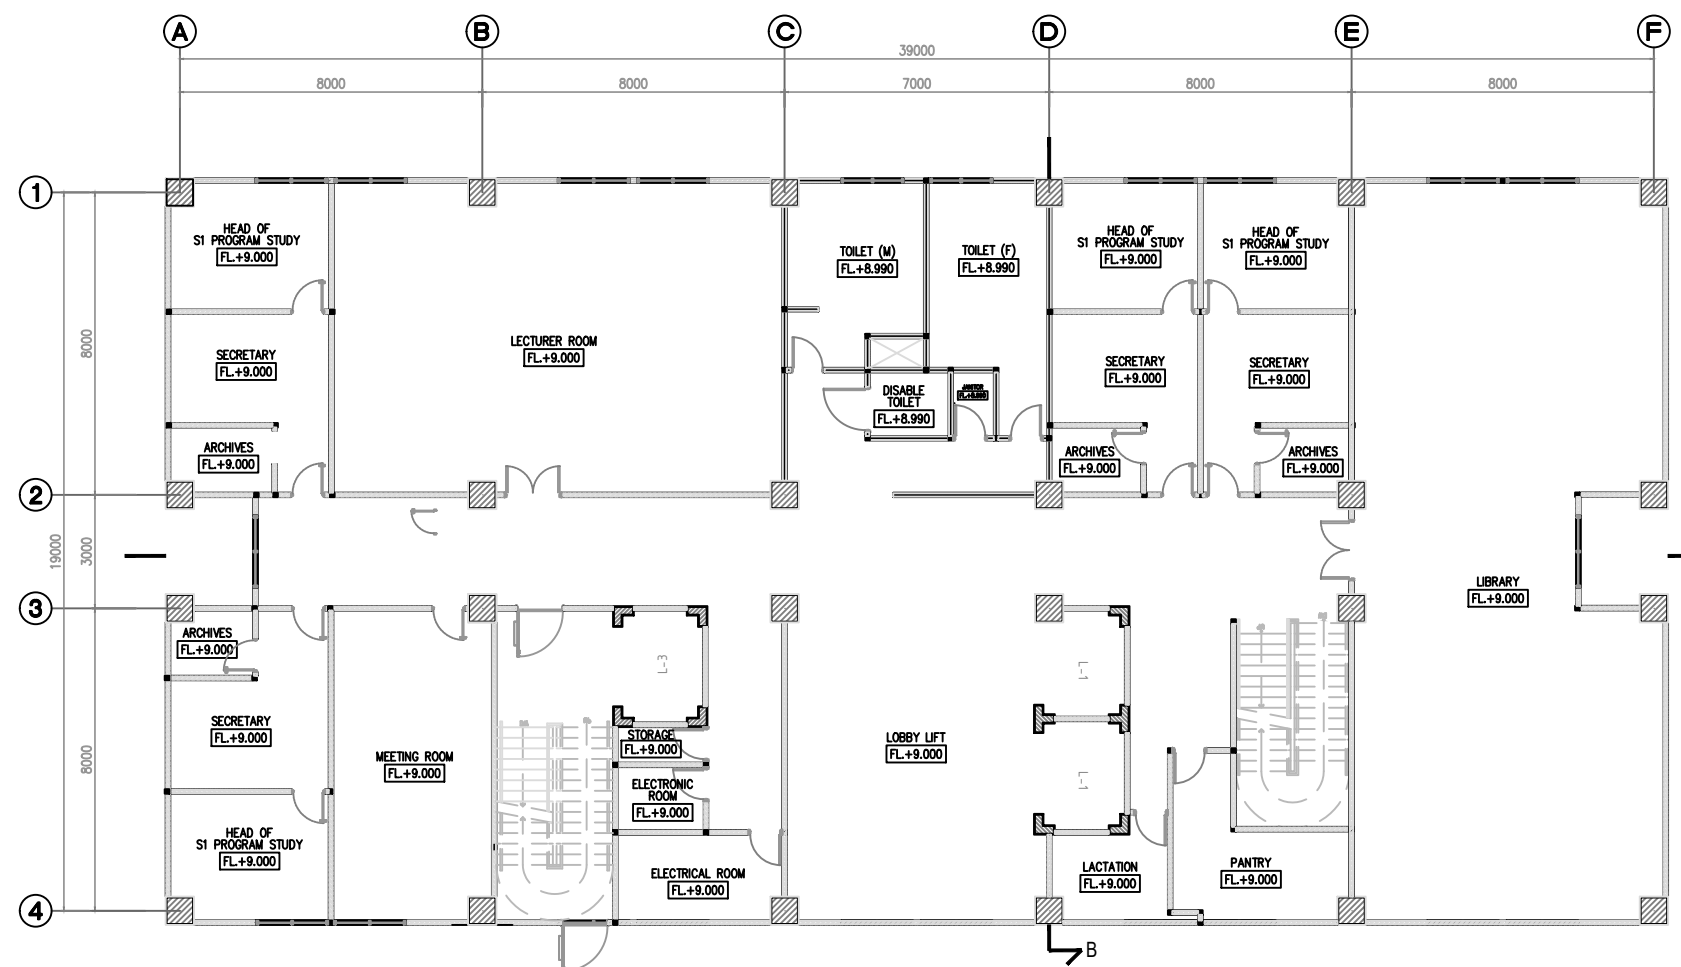 A B C D E F
39000
8000 8000 7000 8000 8000
1
HEAD OF
S1 PROGRAM STUDY
FL.+9.000
TOILET (M)
FL.+8.990
TOILET (F)
FL.+8.990
HEAD OF
S1 PROGRAM STUDY
FL.+9.000
HEAD OF
S1 PROGRAM STUDY
FL.+9.000
8000
SECRETARY
FL.+9.000
LECTURER ROOM
FL.+9.000
DISABLE
TOILET
FL.+8.990
JANITOR
SECRETARY
FL.+9.000
SECRETARY
FL.+9.000
ARCHIVES
FL.+9.000
ARCHIVES
FL.+9.000
ARCHIVES
FL.+9.000
2
19000
3000
LIBRARY
FL.+9.000
3
ARCHIVES
FL.+9.000
L-3
L-1
SECRETARY
FL.+9.000
MEETING ROOM
FL.+9.000
STORAGE
FL.+9.000
LOBBY LIFT
FL.+9.000
8000
ELECTRONIC
ROOM
FL.+9.000
L-1
HEAD OF
S1 PROGRAM STUDY
FL.+9.000
ELECTRICAL ROOM
FL.+9.000
LACTATION
FL.+9.000
PANTRY
FL.+9.000
4
B